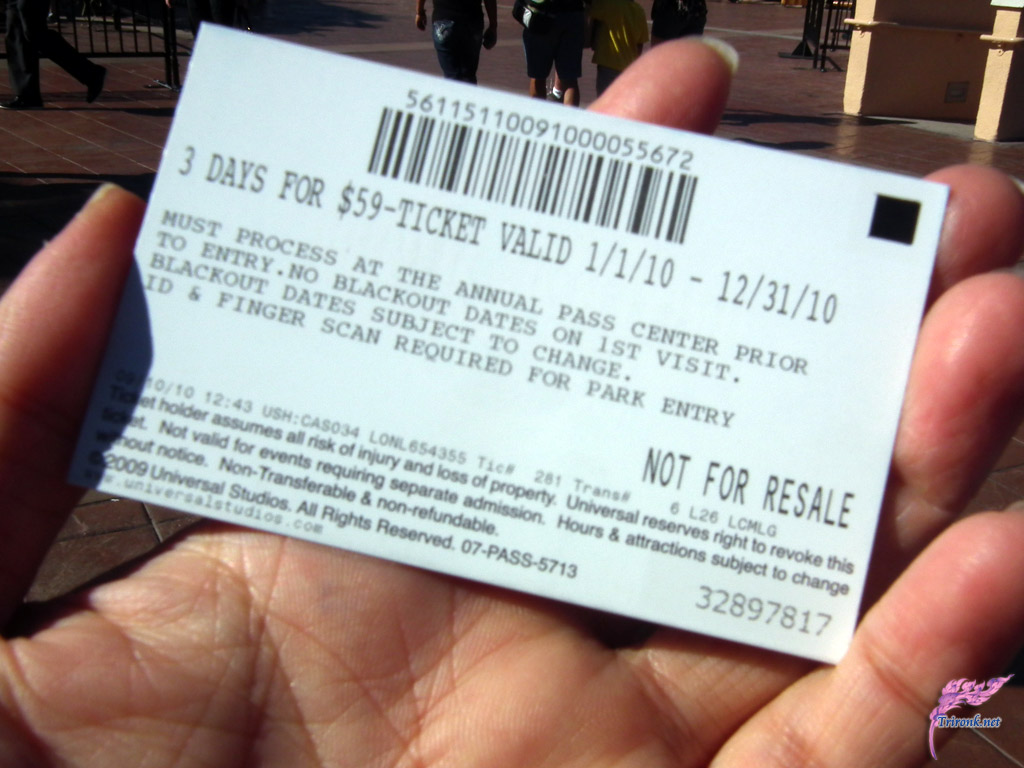 5611511009100055672
3 DAYS FOR $59-TICKET VALID 1/1/10 - 12/31/10
MUST PROCESS AT THE ANNUAL PASS CENTER PRIOR
TO ENTRY.NO BLACKOUT DATES ON 1ST VISIT.
BLACKOUT DATES SUBJECT TO CHANGE.
ID & FINGER SCAN REQUIRED FOR PARK ENTRY
12:43 USH:CAS034 LONL654355 Tic# 281 Trans# 6 L26 LCMLG
NOT FOR RESALE
Ticket holder assumes all risk of injury and loss of property. Universal reserves right to revoke this
ticket. Not valid for events requiring separate admission. Hours & attractions subject to change
without notice. Non-Transferable & non-refundable.
©2009 Universal Studios. All Rights Reserved. 07-PASS-5713
www.universalstudios.com
32897817
Trironk.net